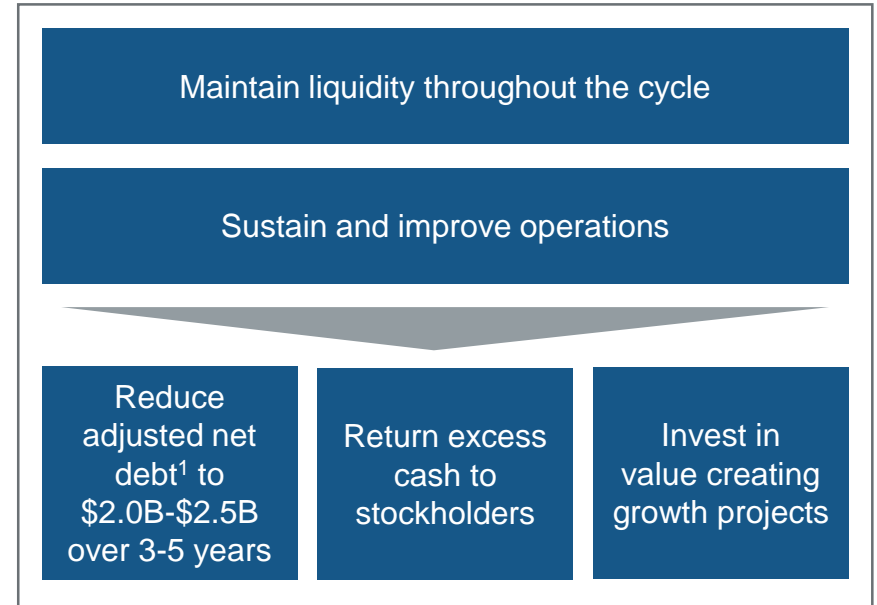 Maintain liquidity throughout the cycle
Sustain and improve operations
Reduce
adjusted net
debt¹ to
$2.0B-$2.5B
over 3-5 years
Return excess
cash to
stockholders
Invest in
value creating
growth projects